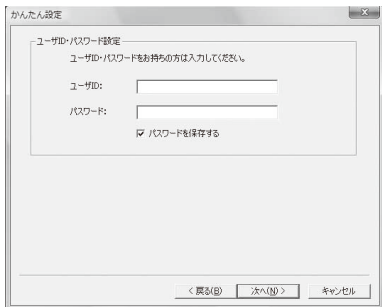 かんたん設定
ユーザID・パスワード設定
ユーザID・パスワードをお持ちの方は入力してください。
ユーザID:
パスワード:
パスワードを保存する
< 戻る(B) 次へ(N) > キャンセル